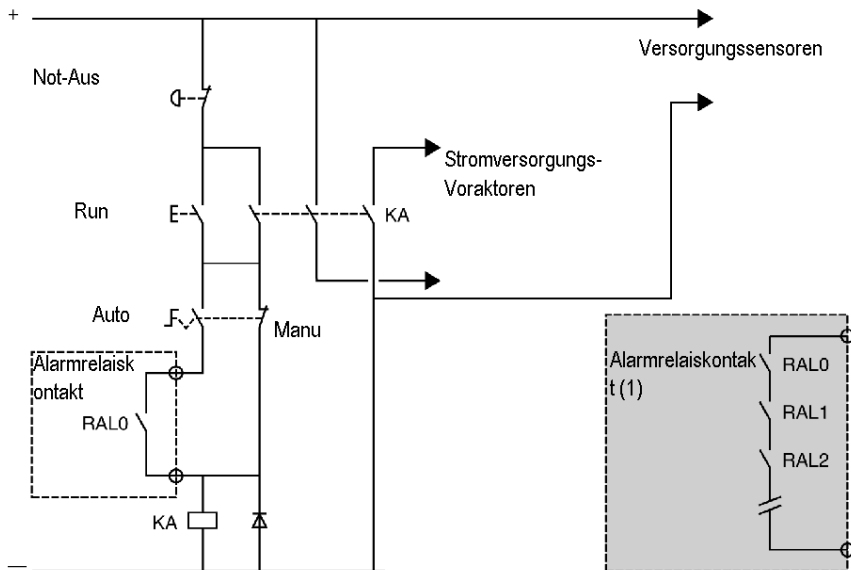 +
Versorgungssensoren
Not-Aus
Stromversorgungs-
Voraktoren
Run
KA
Auto
Manu
Alarmrelaisk
ontakt
RAL0
KA
—
Alarmrelaiskontak
t (1)
RAL0
RAL1
RAL2